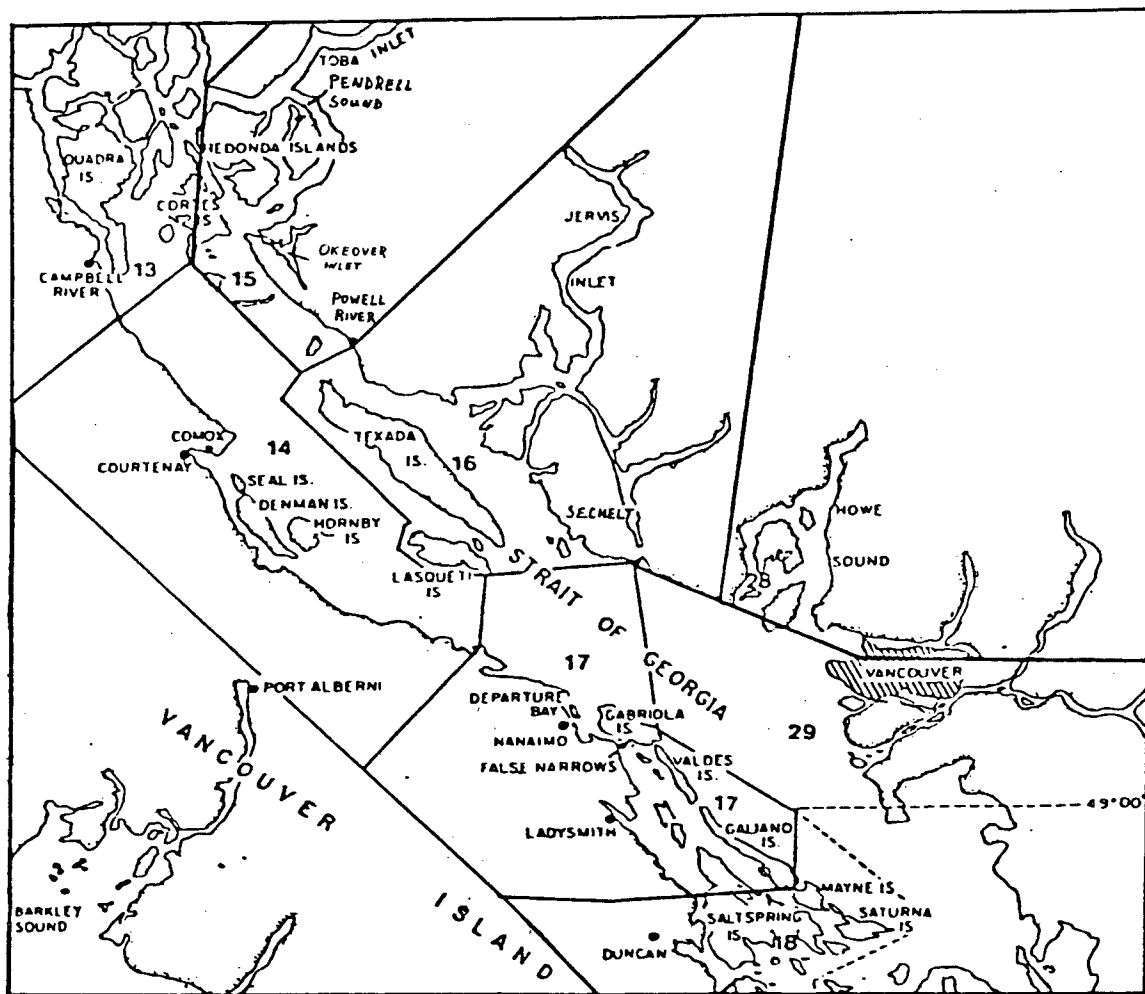 TOBA INLET
PENDRELL
SOUND
REDONDA ISLANDS
QUADRA
IS.
CORTES
IS
OKEOVER
INLET
JERVIS
INLET
CAMPBELL
RIVER
13
15
POWELL
RIVER
COMOX
COURTENAY
14
SEAL IS.
DENMAN IS.
HORNBY
IS
TEXADA
IS.
16
SECHELT
HOWE
SOUND
28
LASQUETI
IS
STRAIT OF GEORGIA
17
VANCOUVER
PORT ALBERNI
DEPARTURE
BAY
GABRIOLA
IS.
NANAIMO
FALSE NARROWS
29
VALDES
IS.
17
49°00'
LADYSMITH
GALIANO
IS.
VANCOUVER ISLAND
BARKLEY
SOUND
MAYNE IS.
SALTSPRING
IS
SATURNA
IS
18
DUNCAN